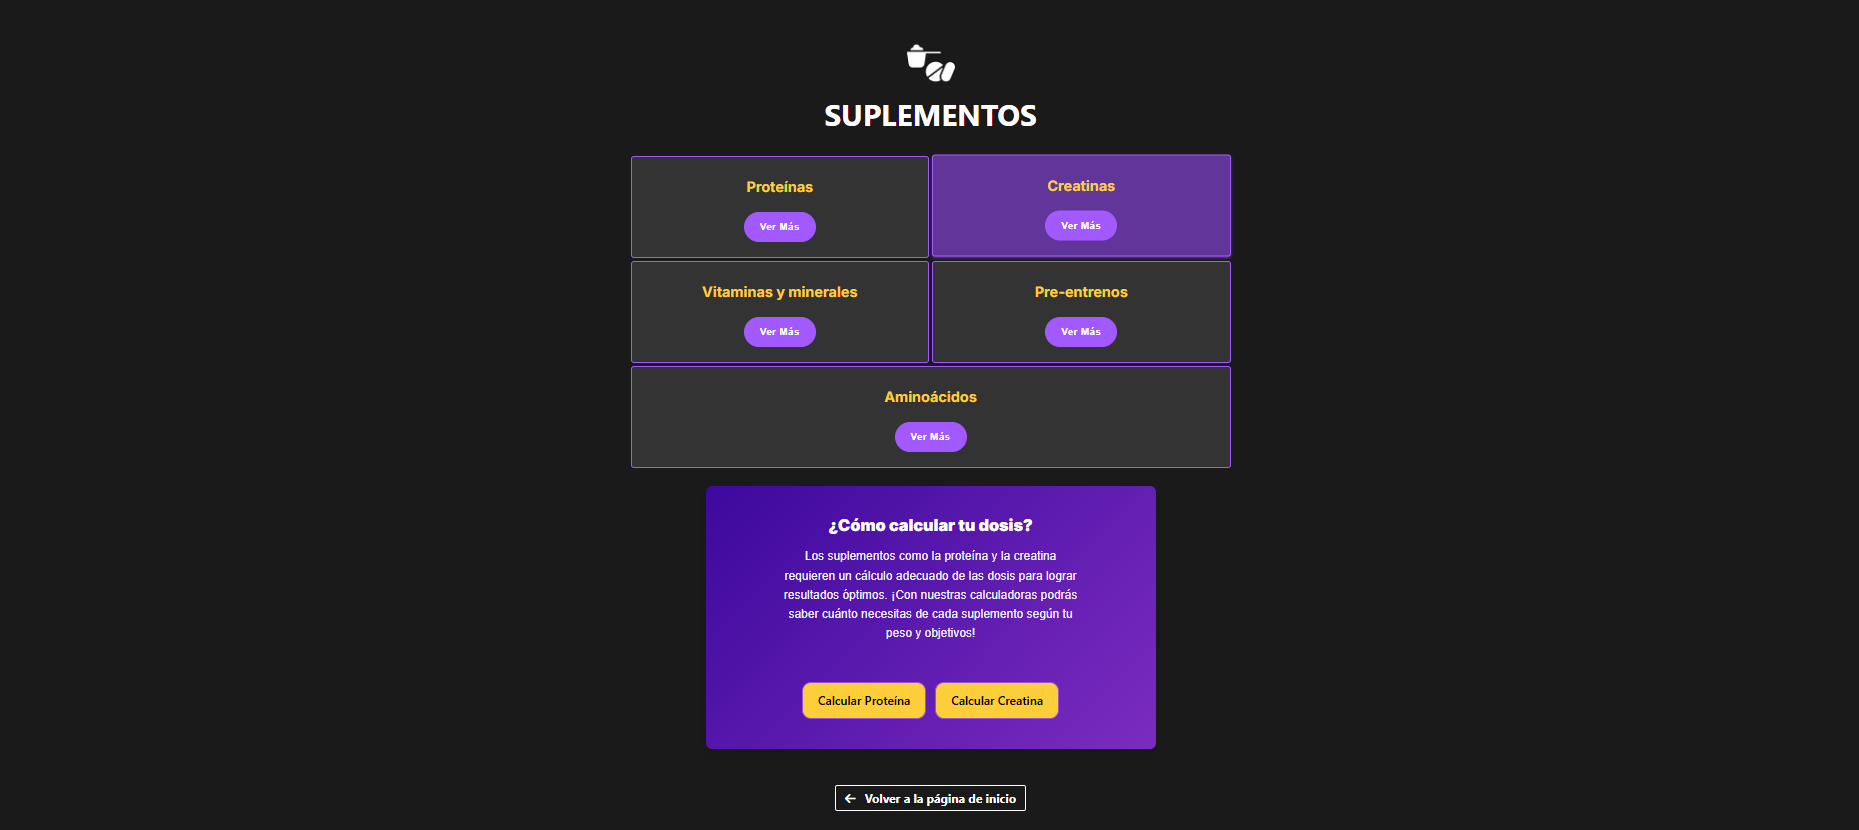 SUPLEMENTOS
Proteínas
Ver Más
Creatinas
Ver Más
Vitaminas y minerales
Ver Más
Pre-entrenos
Ver Más
Aminoácidos
Ver Más
¿Cómo calcular tu dosis?
Los suplementos como la proteína y la creatina
requieren un cálculo adecuado de las dosis para lograr
resultados óptimos. ¡Con nuestras calculadoras podrás
saber cuánto necesitas de cada suplemento según tu
peso y objetivos!
Calcular Proteína
Calcular Creatina
Volver a la página de inicio